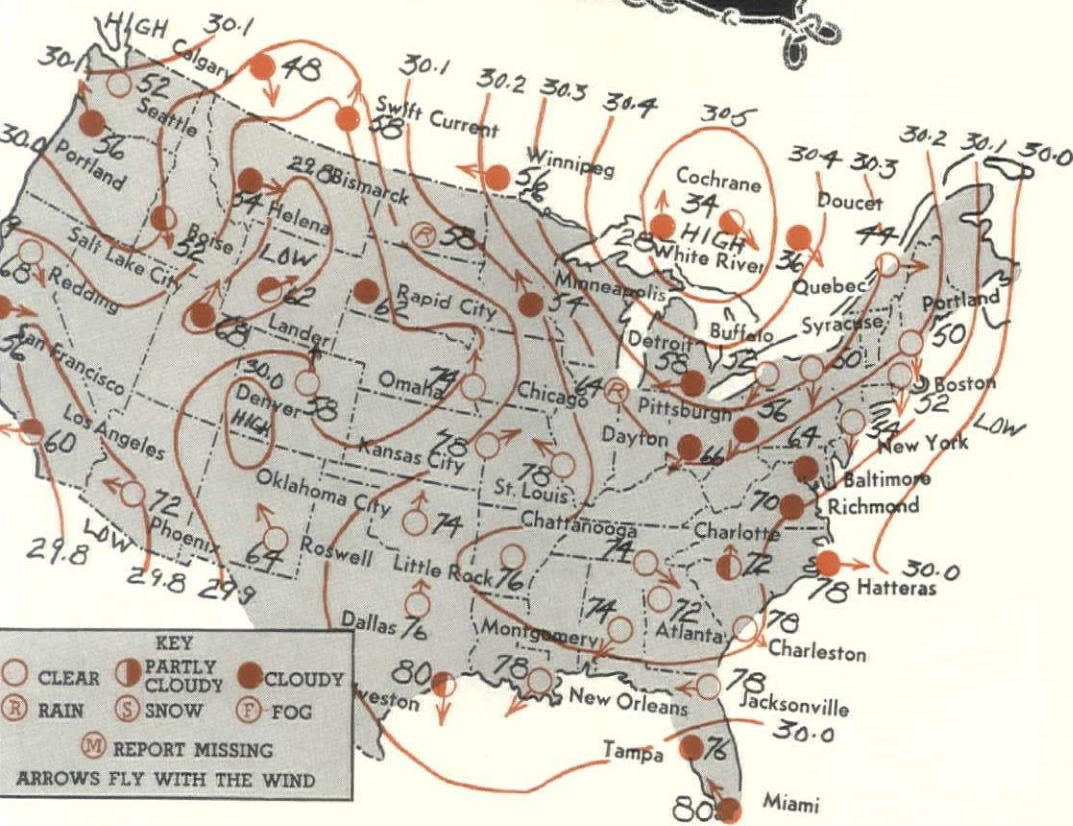 HIGH 30.1
30.1 Calgary 48 30.1 30.2 30.3 30.4 30.5
52 Seattle
Swift Current 58
30.4 30.3 30.2 30.1 30.0
30.0 Portland 56
Winnipeg 56
Cochrane 34
Doucet
29.8 Bismarck
54 Helena
R 58
28 HIGH
White River
36
44
Quebec
Boise 52
Salt Lake City
LOW
62
68 Redding
62 Rapid City
54
Minneapolis
Portland
68
Lander
Buffalo
Syracuse
Detroit
58
52
50
50
56
San Francisco
30.0
Denver
58
HIGH
Omaha
74
Chicago
64 R
Pittsburgh
56
Boston
52
Los Angeles
60
Kansas City
78
Dayton
66
64
54
New York
LOW
78
St. Louis
Baltimore
72
Phoenix
Oklahoma City
74
70
Richmond
LOW
29.8
29.8
29.9
64
Roswell
Little Rock
76
Chattanooga
74
Charlotte
72
78
Hatteras
30.0
Dallas 76
Montgomery
74
72
Atlanta
78
Charleston
80
veston
78
New Orleans
78
Jacksonville
30.0
Tampa
76
80
Miami
KEY
CLEAR PARTLY CLOUDY CLOUDY
R RAIN S SNOW F FOG
M REPORT MISSING
ARROWS FLY WITH THE WIND